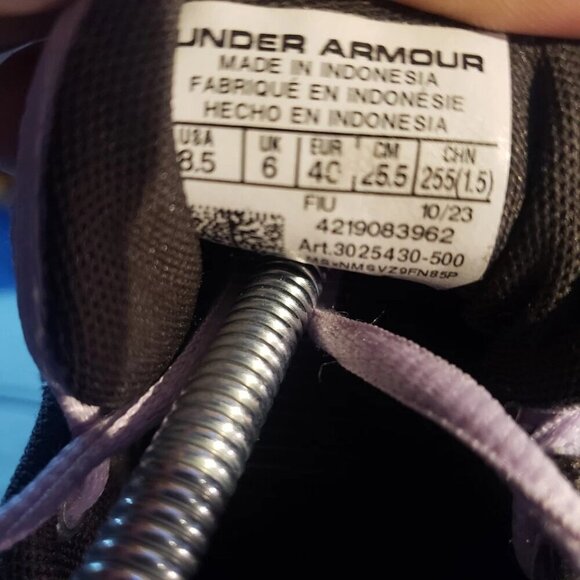 UNDER ARMOUR
MADE IN INDONESIA
FABRIQUÉ EN INDONÉSIE
HECHO EN INDONESIA
USA UK EUR CM CHN
8.5 6 40 25.5 255(1.5)
FIU 10/23
4219083962
Art.3025430-500